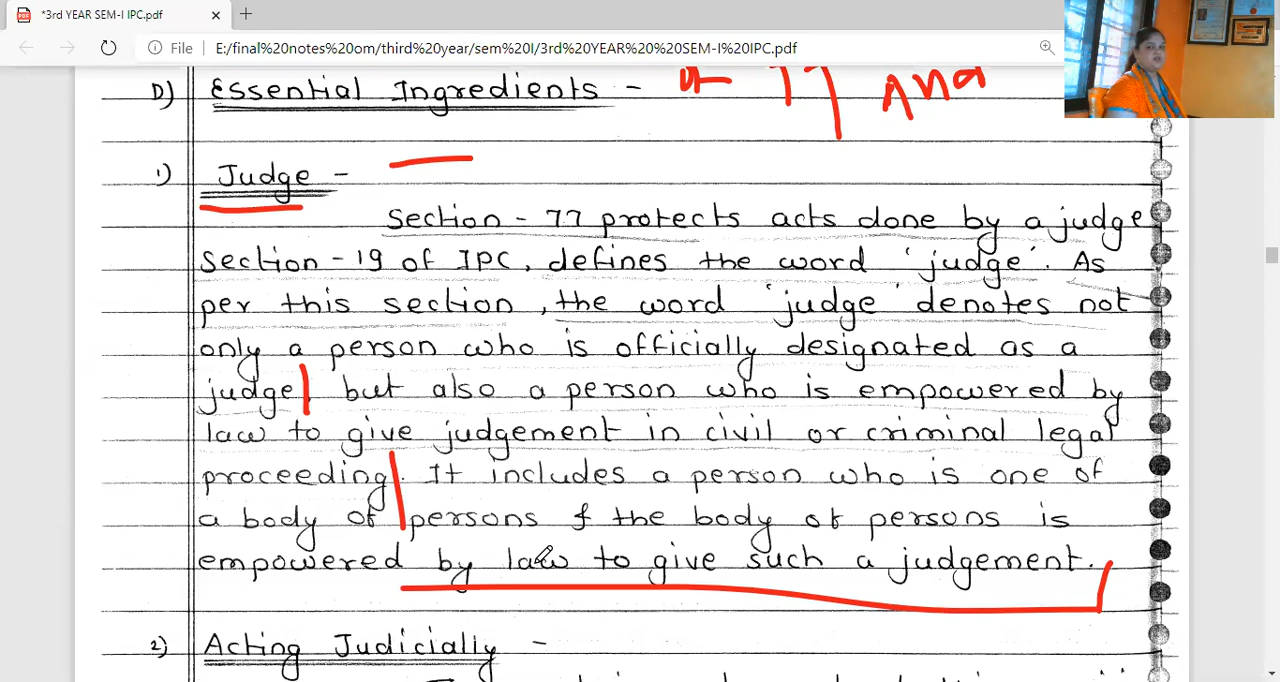 *3rd YEAR SEM-I IPC.pdf
File E:/final%20notes%20om/third%20year/sem%20I/3rd%20YEAR%20%20SEM-I%20IPC.pdf
D) Essential Ingredients - 77 And
1) Judge -
Section - 77 protects acts done by a judge
Section - 19 of IPC, defines the word 'judge'. As
per this section, the word 'judge' denotes not
only a person who is officially designated as a
judge, but also a person who is empowered by
law to give judgement in civil or criminal legal
proceeding. It includes a person who is one of
a body of persons & the body of persons is
empowered by law to give such a judgement.
2) Acting Judicially -